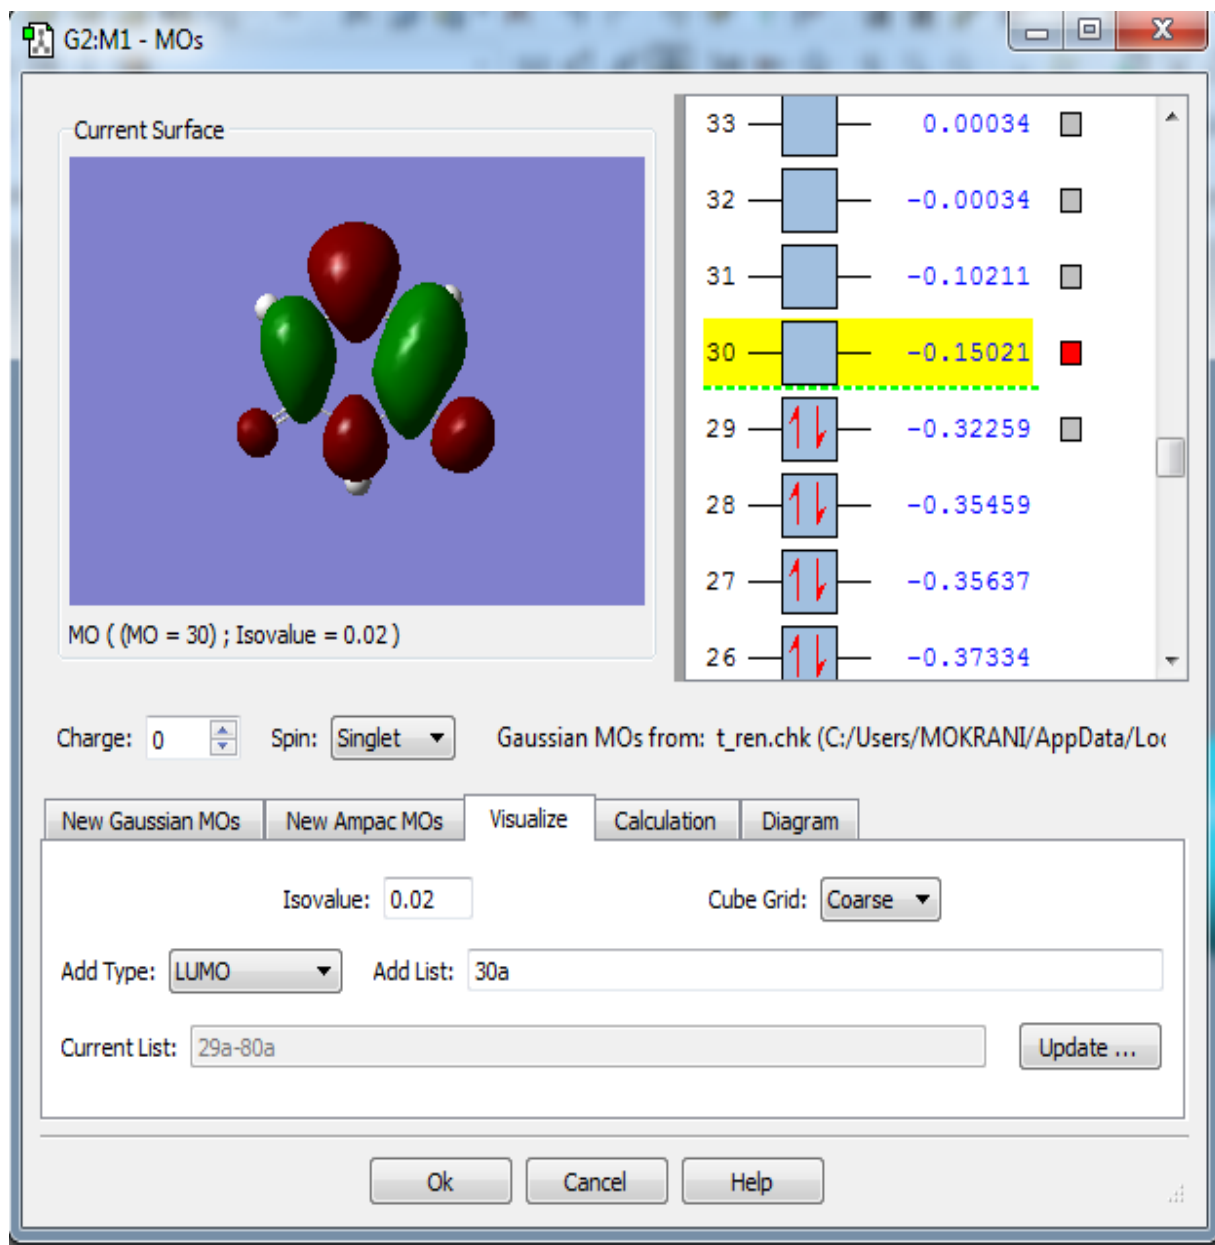 G2:M1 - MOs
Current Surface
MO ( (MO = 30) ; Isovalue = 0.02 )
33 0.00034
32 -0.00034
31 -0.10211
30 -0.15021
29 -0.32259
28 -0.35459
27 -0.35637
26 -0.37334
Charge: 0 Spin: Singlet Gaussian MOs from: t_ren.chk (C:/Users/MOKRANI/AppData/Loc
New Gaussian MOs New Ampac MOs Visualize Calculation Diagram
Isovalue: 0.02 Cube Grid: Coarse
Add Type: LUMO Add List: 30a
Current List: 29a-80a Update ...
Ok Cancel Help